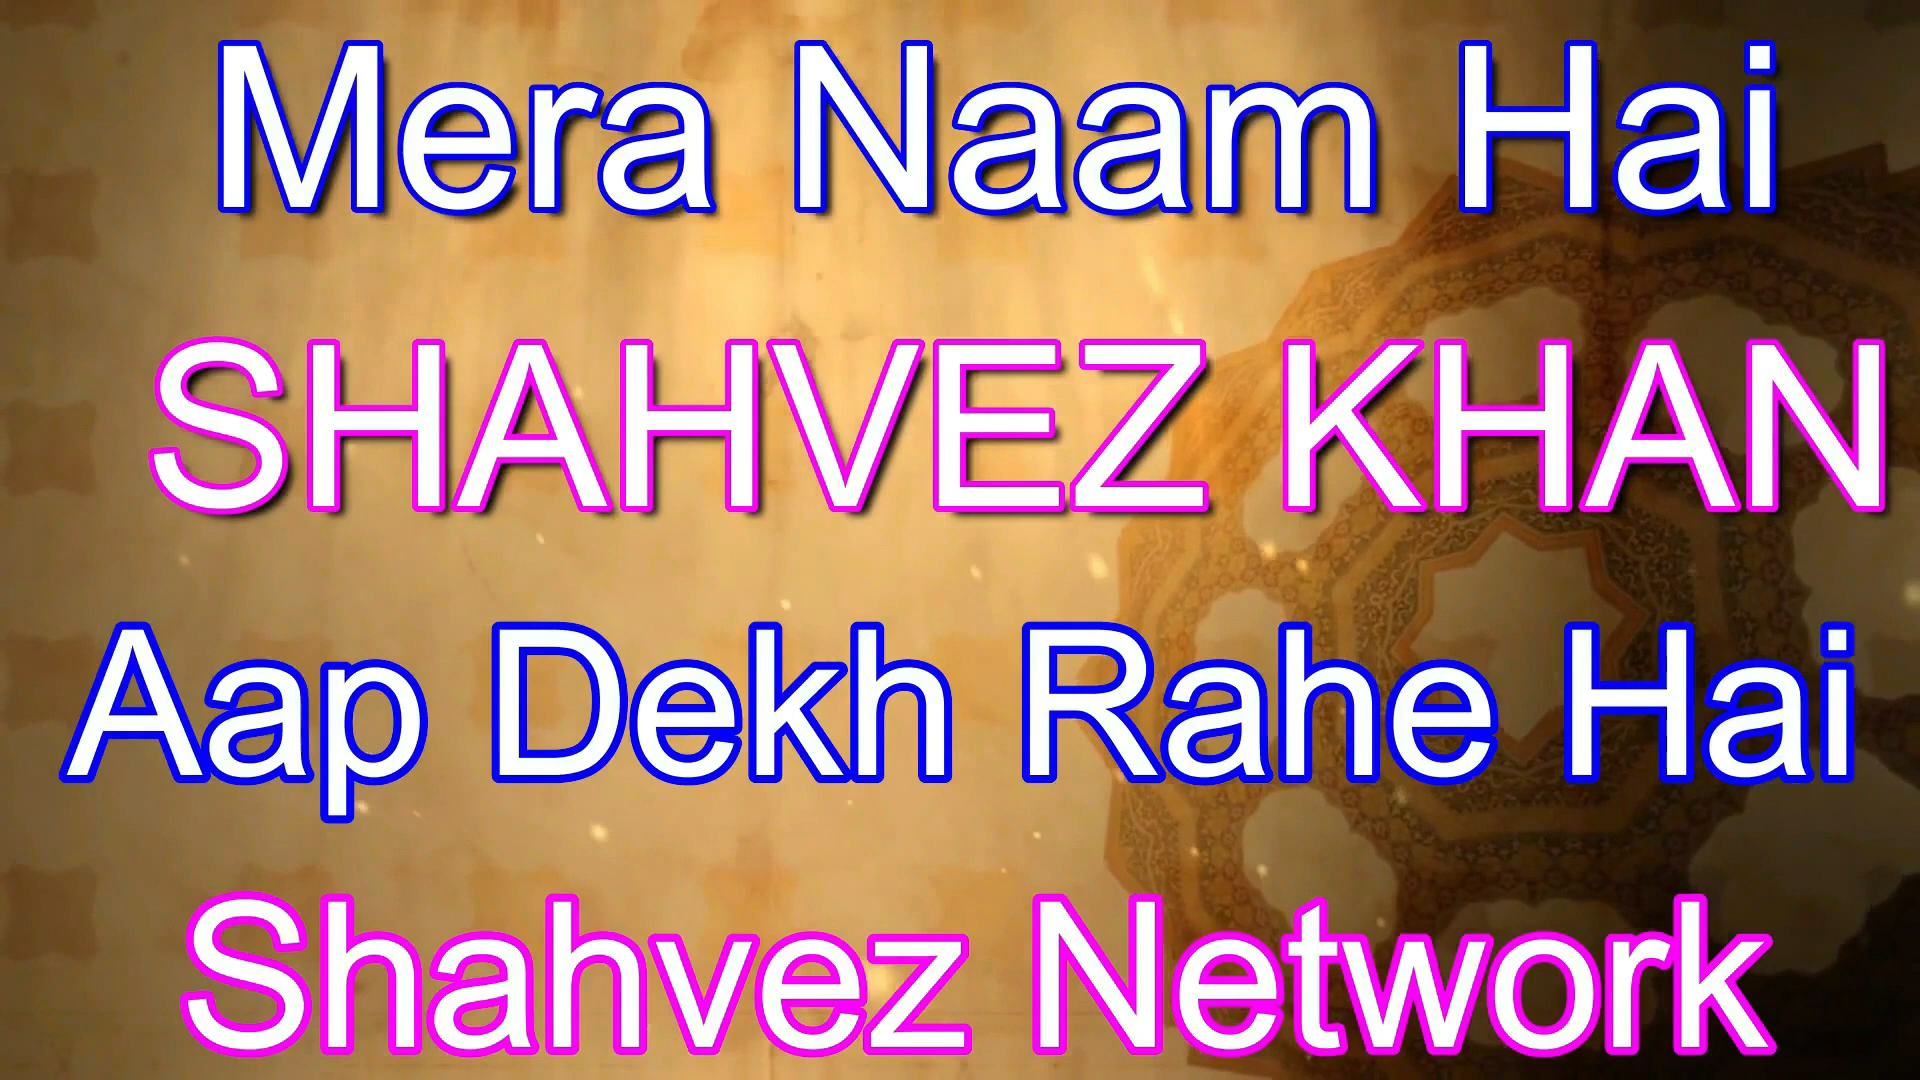 Mera Naam Hai
SHAHVEZ KHAN
Aap Dekh Rahe Hai
Shahvez Network